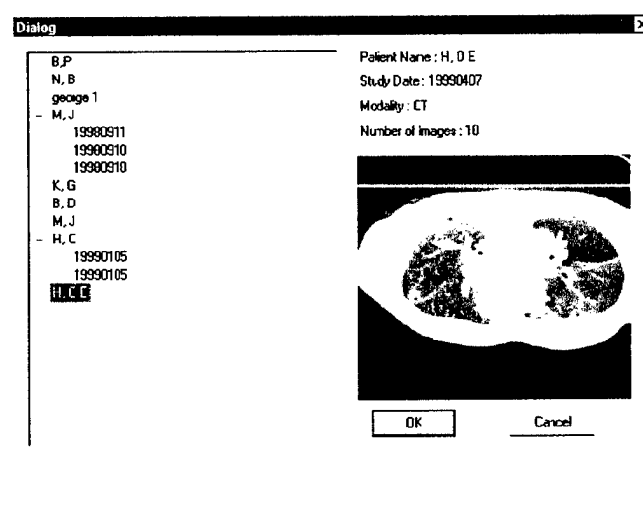 Dialog
B,P
N, B
george 1
- M, J
19980911
19980910
19980910
K, G
B, D
M, J
- H, C
19990105
19990105
Patient Name : H, D E
Study Date : 19990407
Modality : CT
Number of images : 10
OK
Cancel